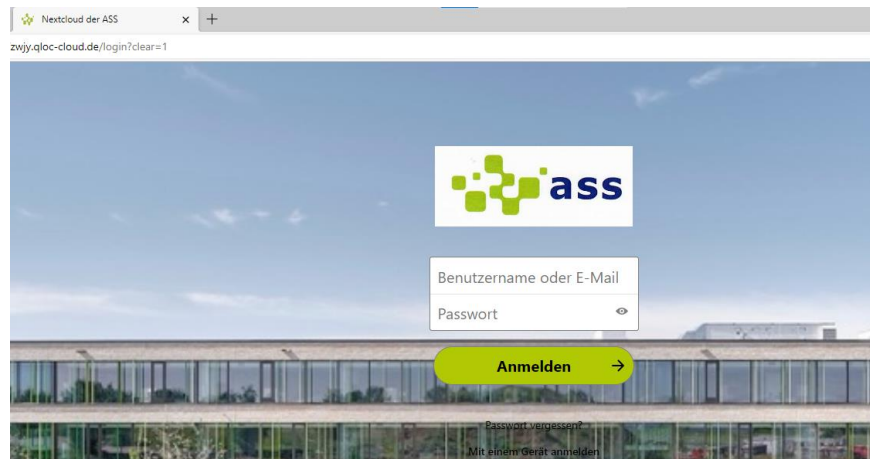 Nextcloud der ASS
zwjy.qloc-cloud.de/login?clear=1
ass
Benutzername oder E-Mail
Passwort
Anmelden
Passwort vergessen?
Mit einem Gerät anmelden